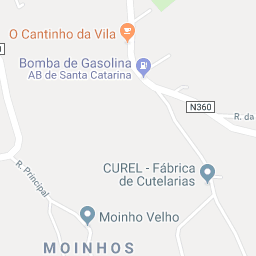 O Cantinho da Vila
Bomba de Gasolina
AB de Santa Catarina
N360
R. da
CUREL - Fábrica
de Cutelarias
R. Principal
Moinho Velho
MOINHOS